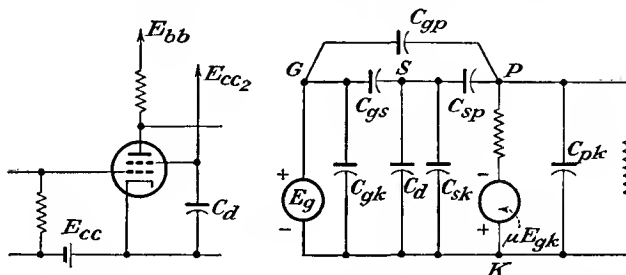 E_bb
E_cc2
C_d
E_cc
C_gp
G
S
P
C_gs
C_sp
+
E_g
-
C_gk
C_d
C_sk
-
+
C_pk
μE_gk
K